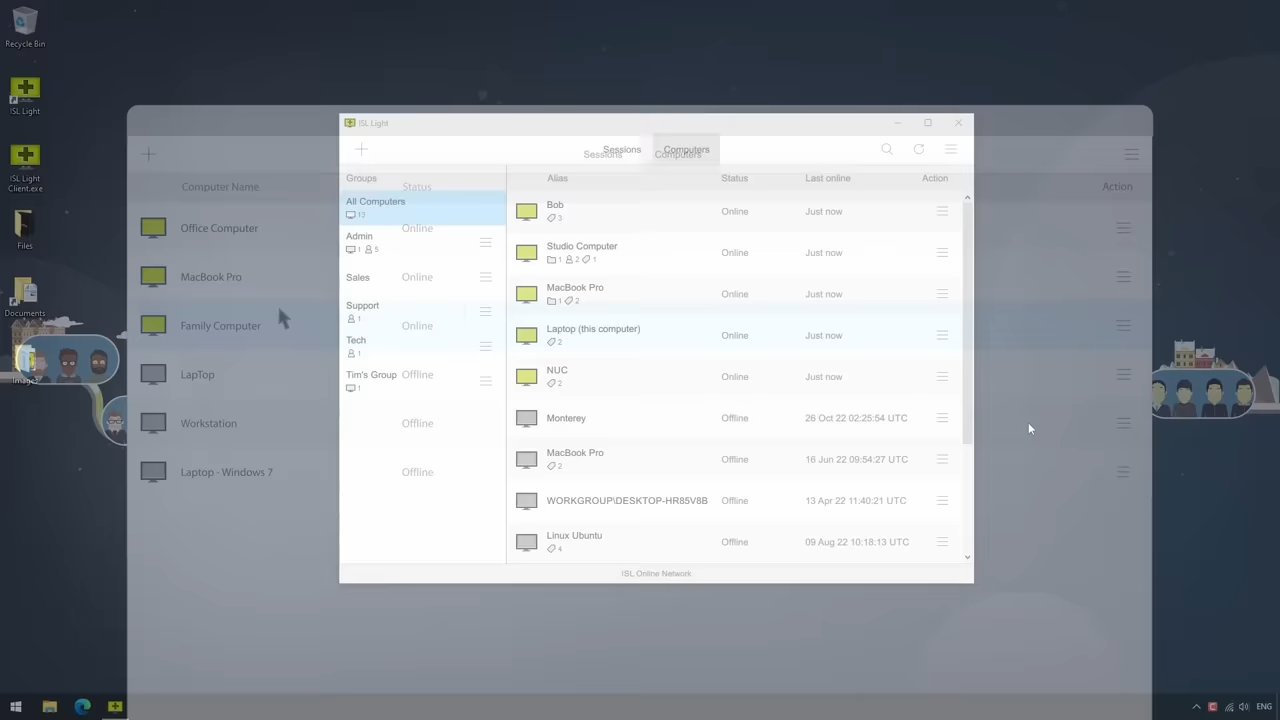 Recycle Bin
ISL Light
ISL Light
Client.exe
Files
Documents
Images
Computer Name
Status
Action
Office Computer
Online
MacBook Pro
Online
Family Computer
Online
LapTop
Offline
Workstation
Offline
Laptop - Windows 7
Offline
Sessions
Computers
ISL Light
Sessions
Computers
Groups
All Computers
13
Admin
1 5
Sales
Support
1
Tech
1
Tim's Group
1
Alias
Status
Last online
Action
Bob
3
Online
Just now
Studio Computer
1 2 1
Online
Just now
MacBook Pro
1 2
Online
Just now
Laptop (this computer)
2
Online
Just now
NUC
2
Online
Just now
Monterey
Offline
26 Oct 22 02:25:54 UTC
MacBook Pro
2
Offline
16 Jun 22 09:54:27 UTC
WORKGROUP\DESKTOP-HR85V8B
Offline
13 Apr 22 11:40:21 UTC
Linux Ubuntu
4
Offline
09 Aug 22 10:18:13 UTC
ISL Online Network
ENG